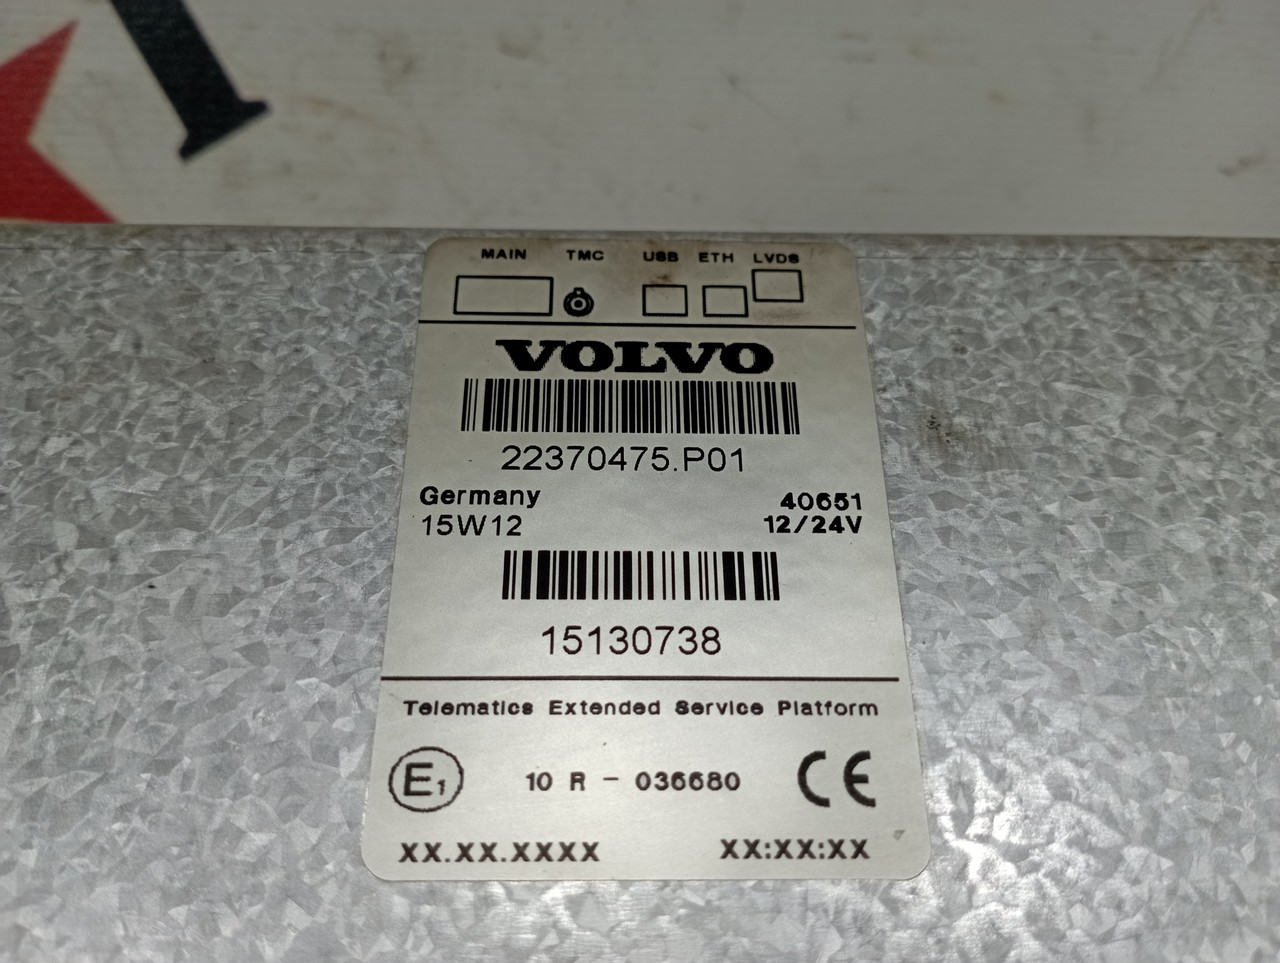 MAIN TMC USB ETH LVDS
VOLVO
22370475.P01
Germany 40651
15W12 12/24V
15130738
Telematics Extended Service Platform
E1 10 R - 036680 CE
XX.XX.XXXX XX:XX:XX